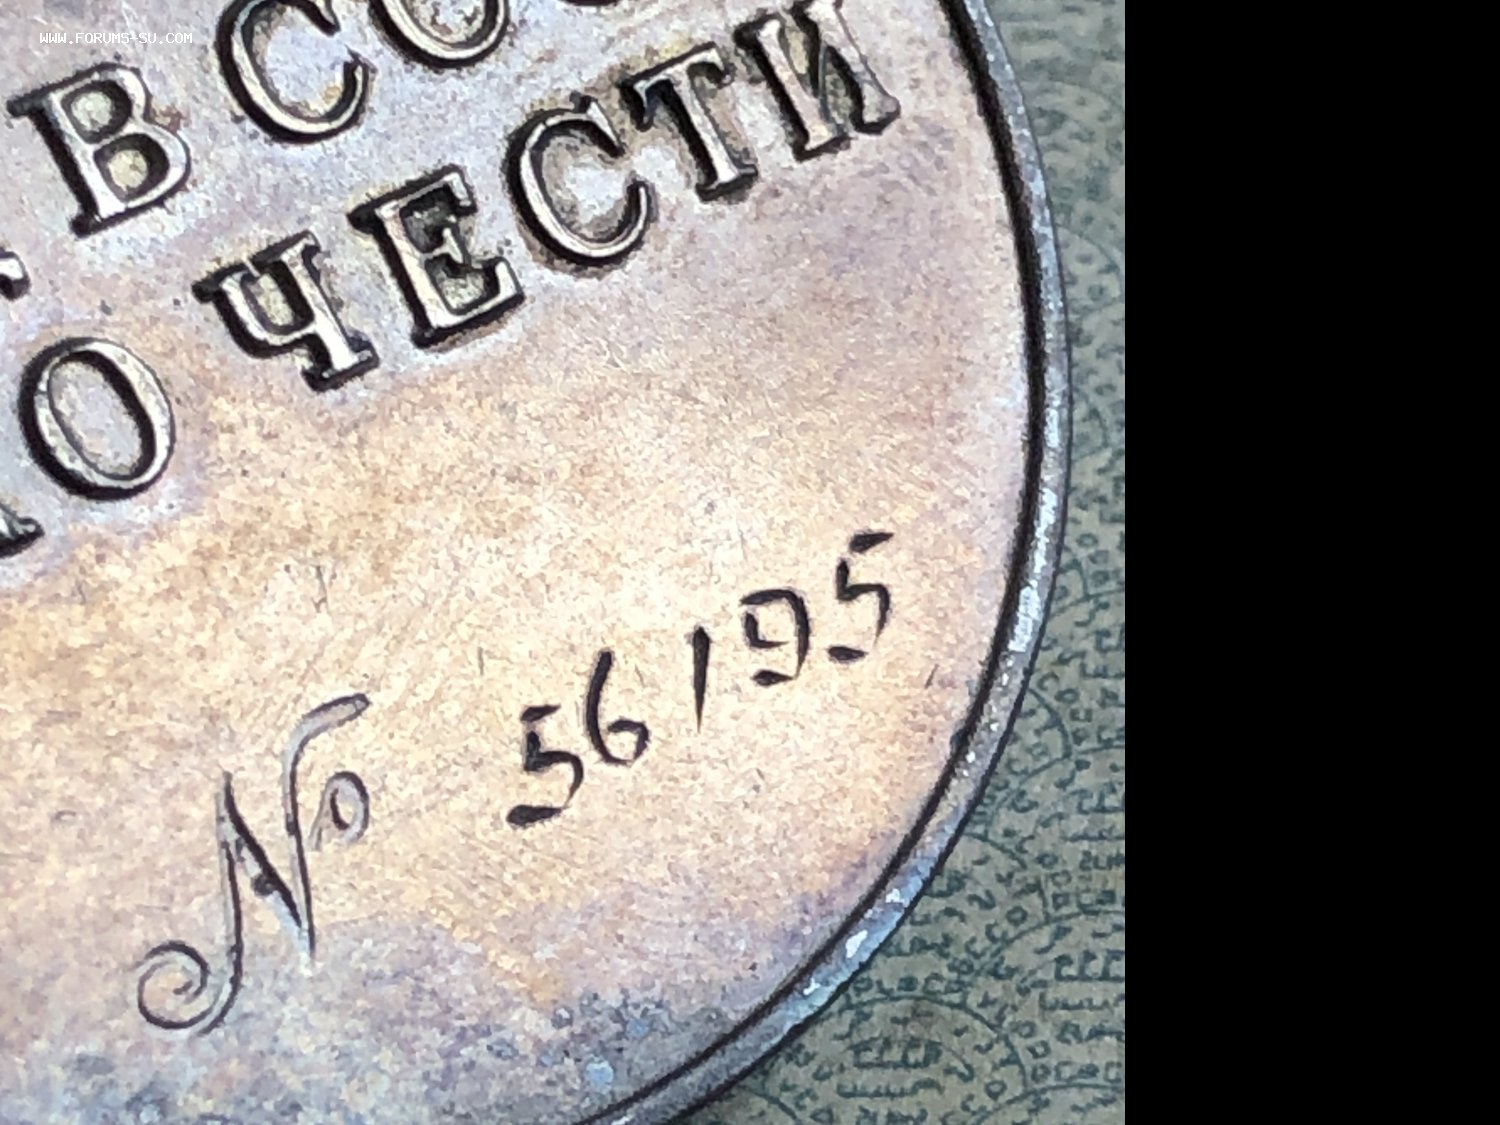 WWW.FORUMS-SU.COM
В СО
О ЧЕСТИ
№ 56195